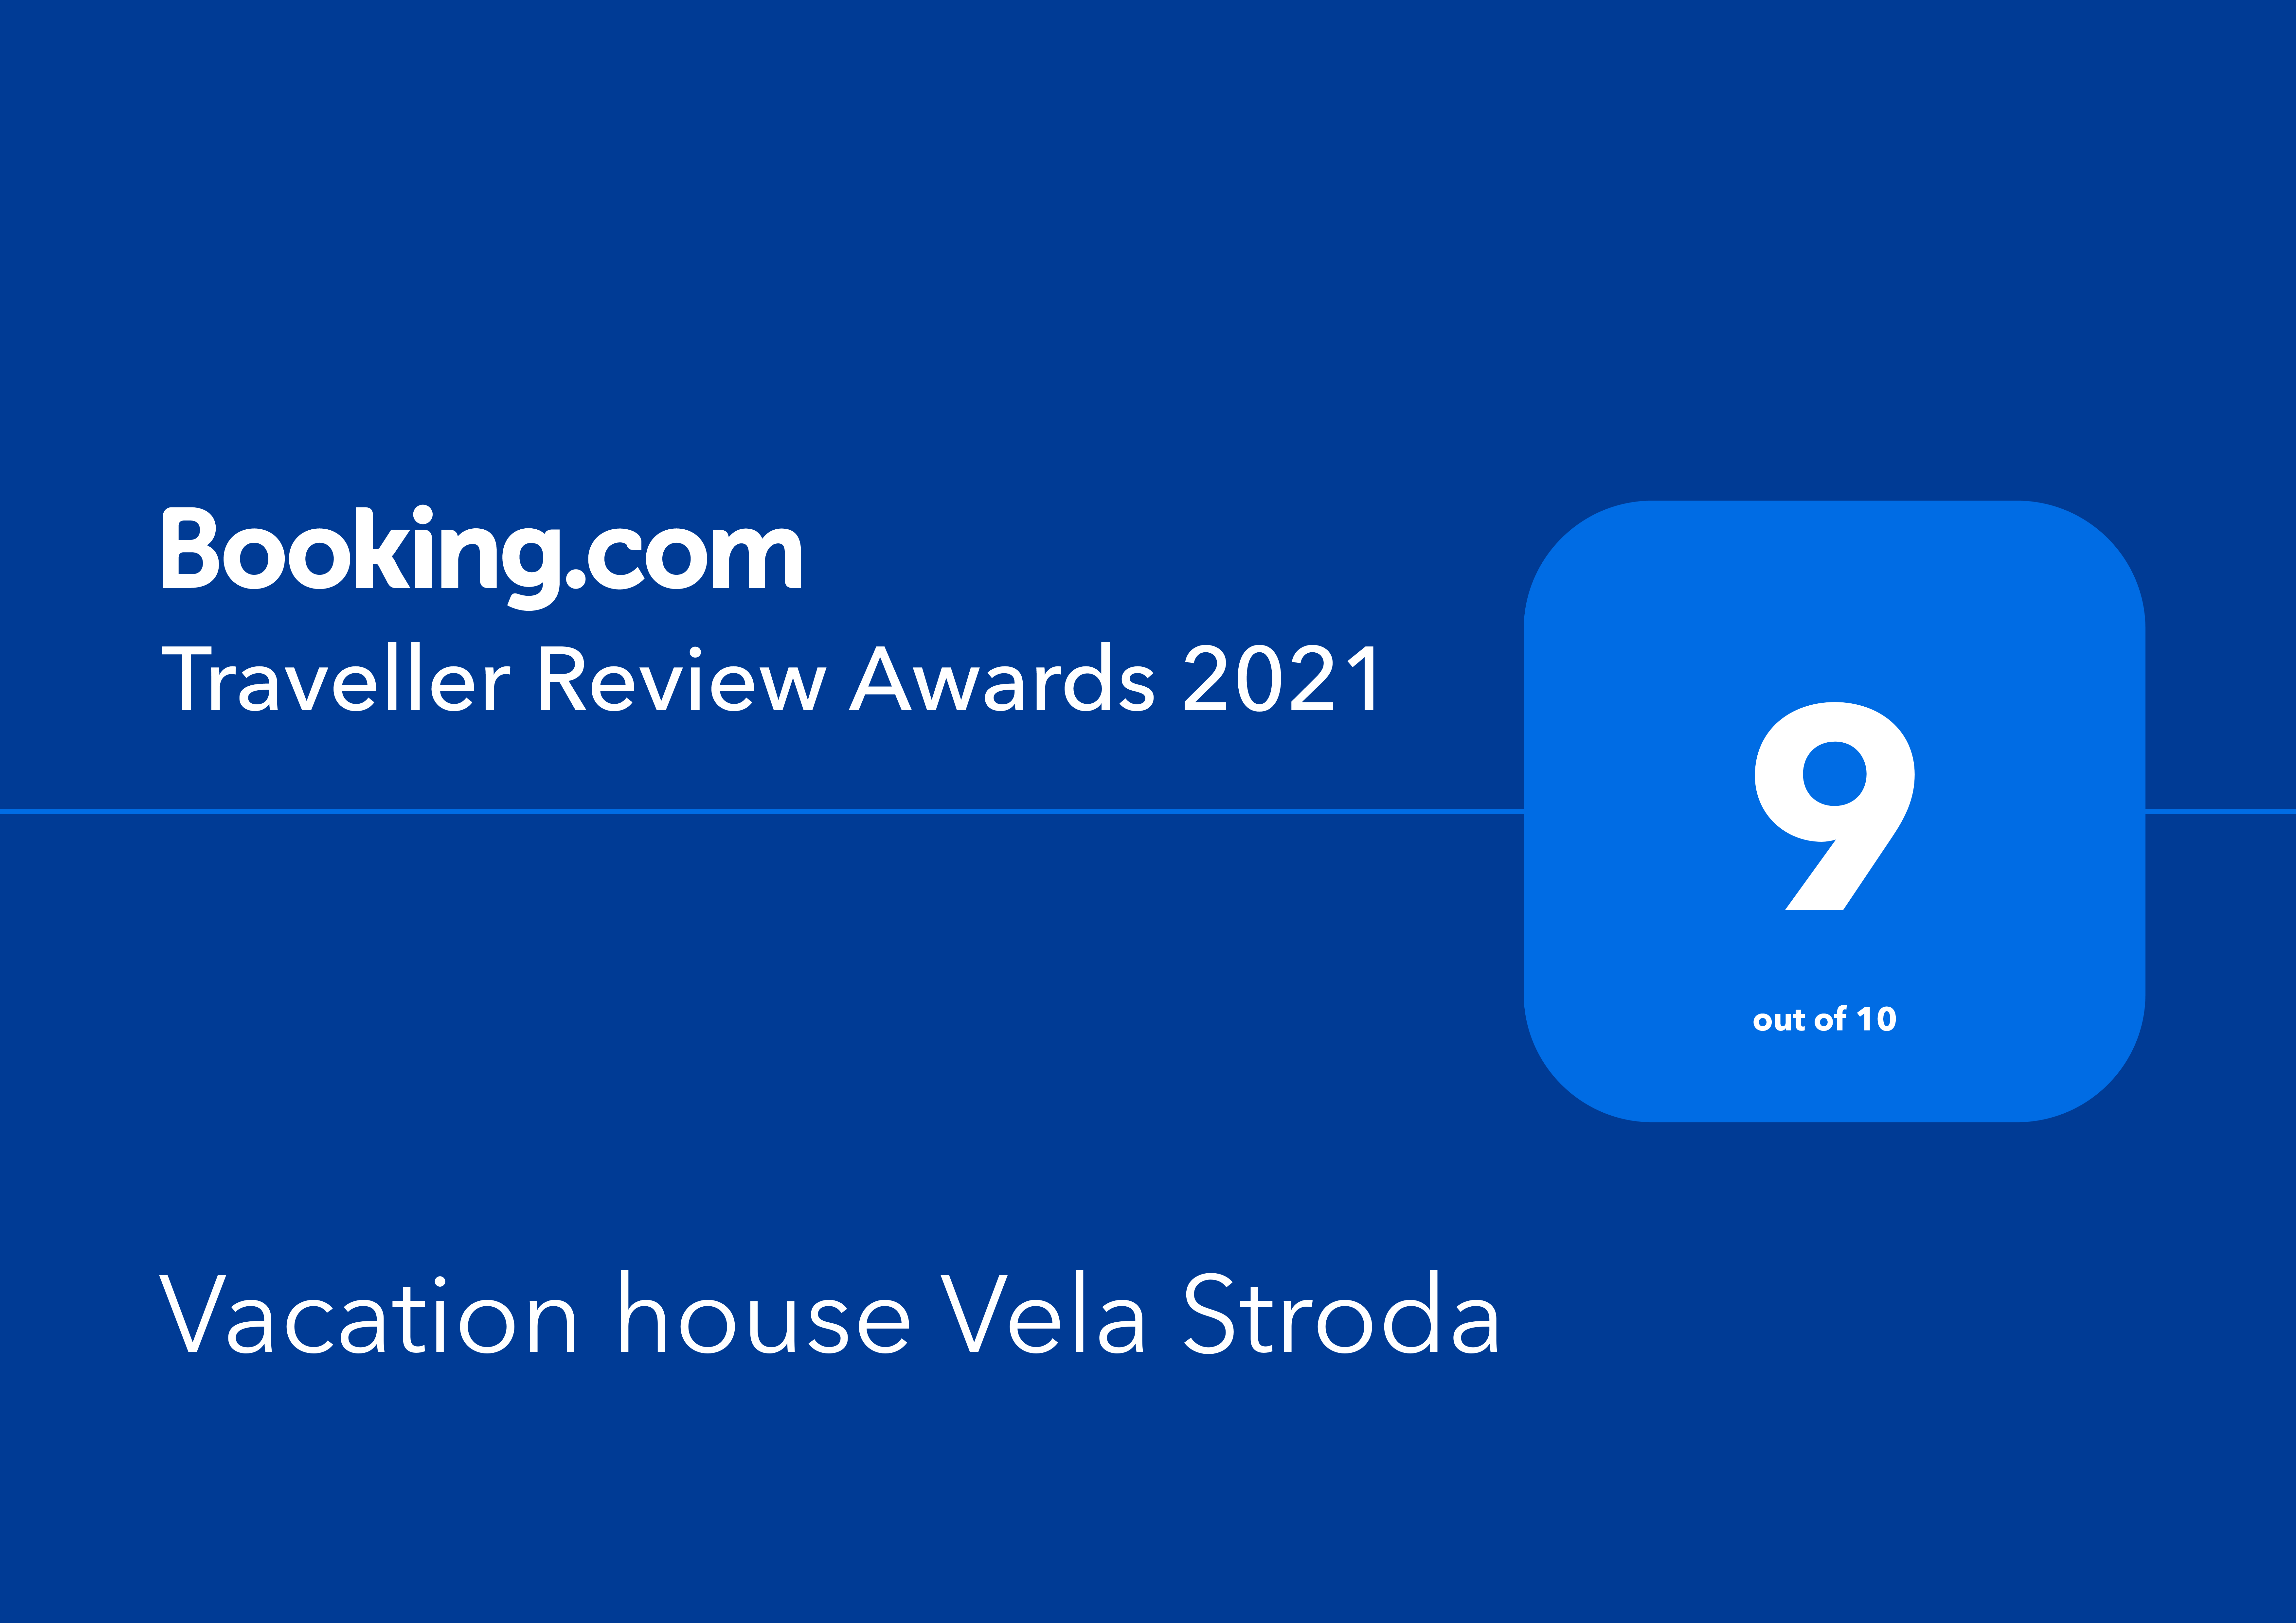 Booking.com
Traveller Review Awards 2021
9
out of 10
Vacation house Vela Stroda